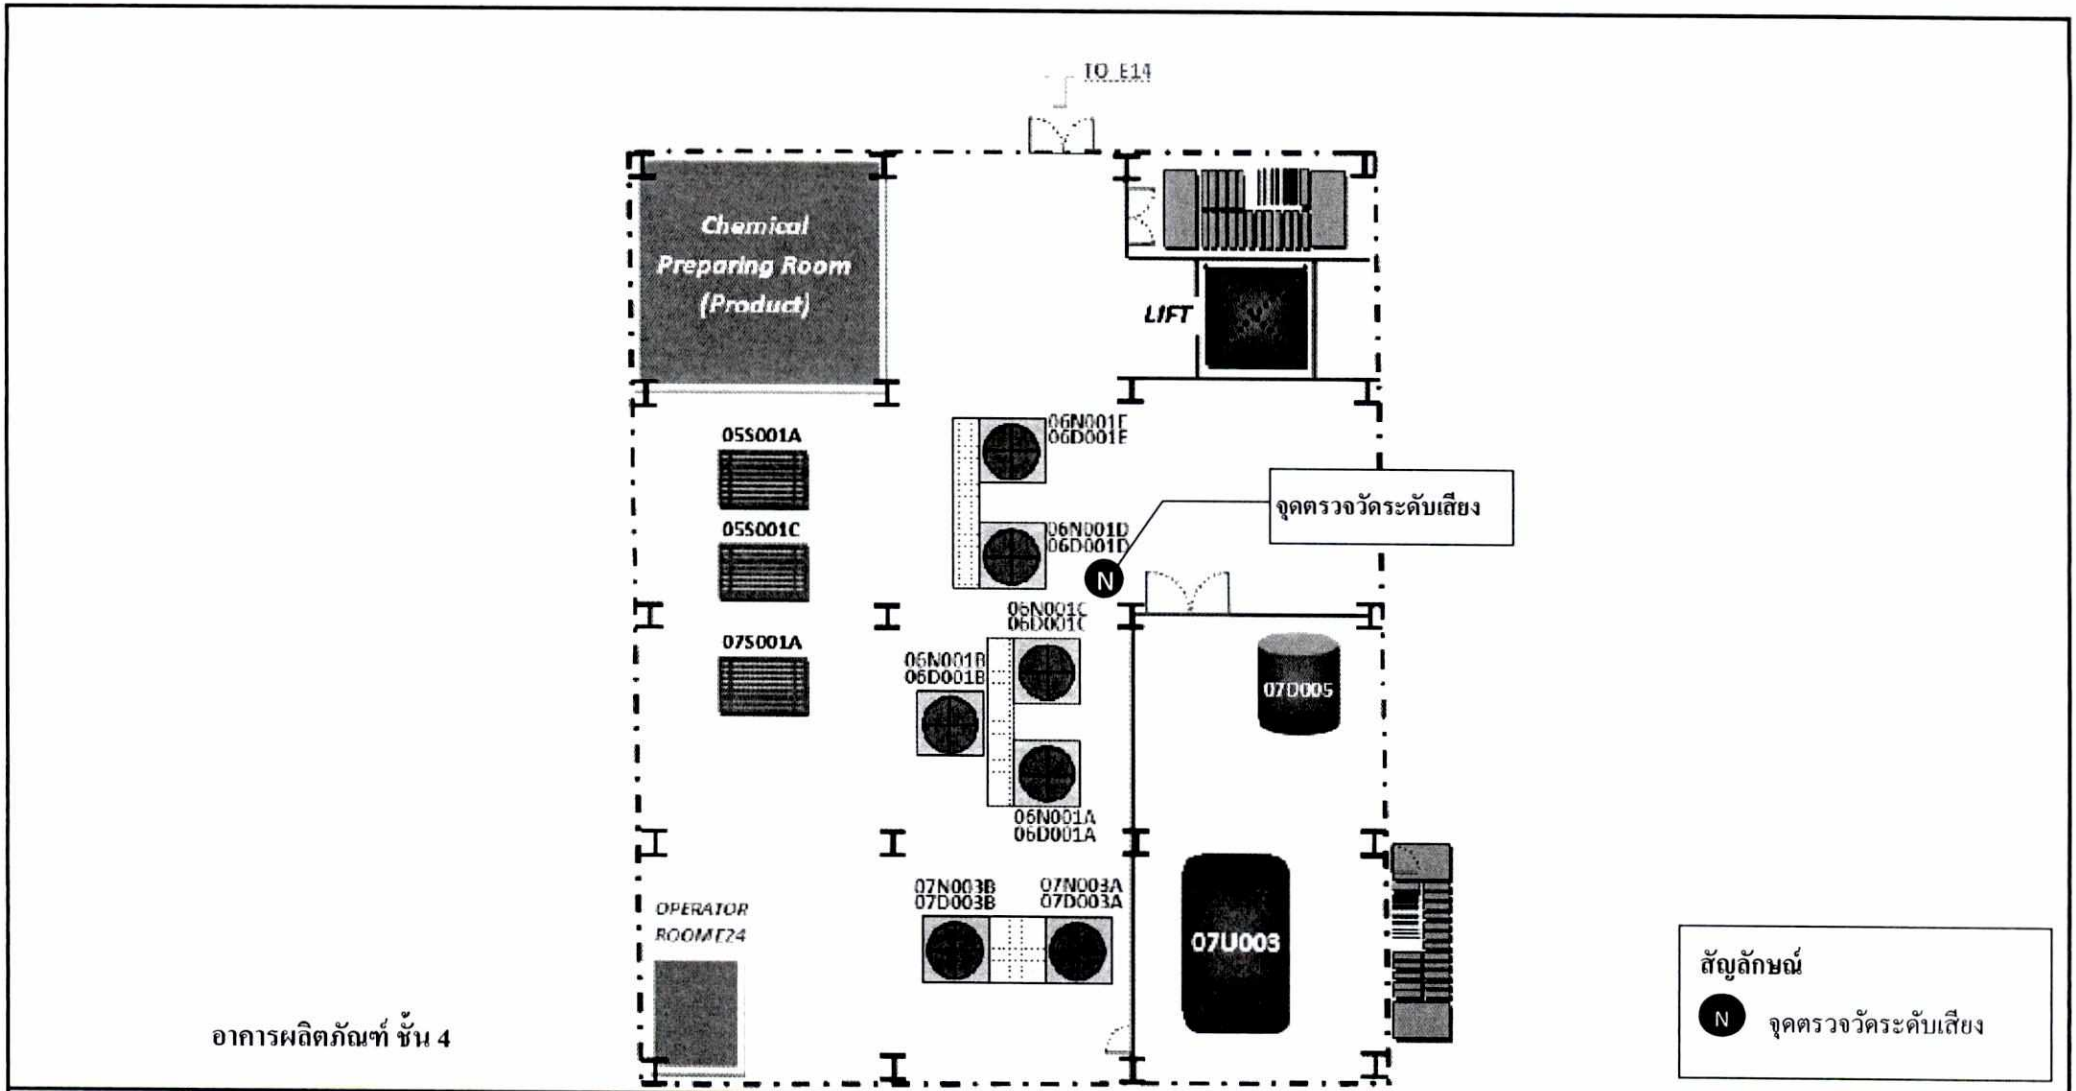 TO E14
Chemical
Preparing Room
(Product)
LIFT
05S001A
06N001E
06D001E
จุดตรวจวัดระดับเสียง
05S001C
06N001D
06D001D
N
06N001C
06D001C
07S001A
06N001B
06D001B
07D005
06N001A
06D001A
07N003B
07D003B
07N003A
07D003A
OPERATOR
ROOM E24
07U003
สัญลักษณ์
N จุดตรวจวัดระดับเสียง
อาคารผลิตภัณฑ์ ชั้น 4